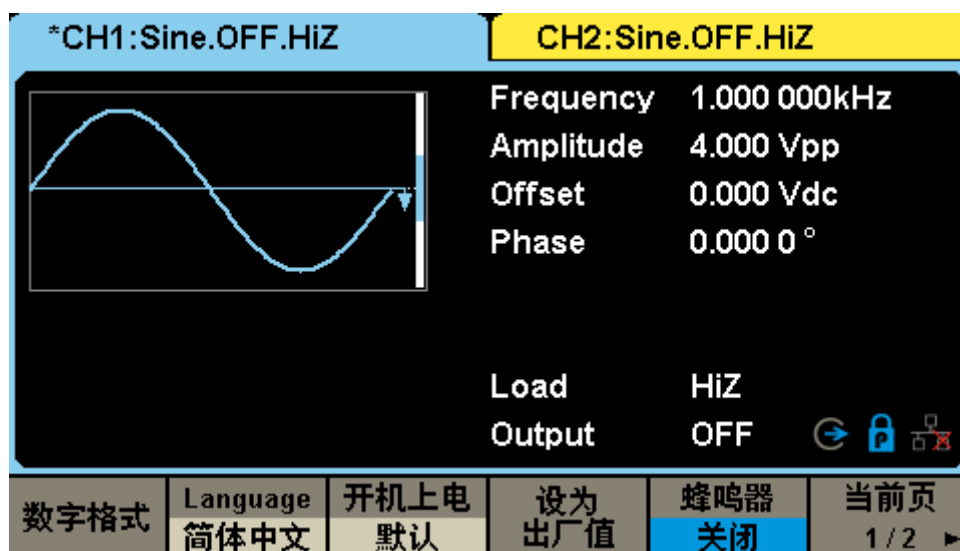 *CH1:Sine.OFF.HiZ
CH2:Sine.OFF.HiZ
Frequency 1.000 000kHz
Amplitude 4.000 Vpp
Offset 0.000 Vdc
Phase 0.000 0 °
Load HiZ
Output OFF
数字格式
Language
简体中文
开机上电
默认
设为
出厂值
蜂鸣器
关闭
当前页
1/2 ►